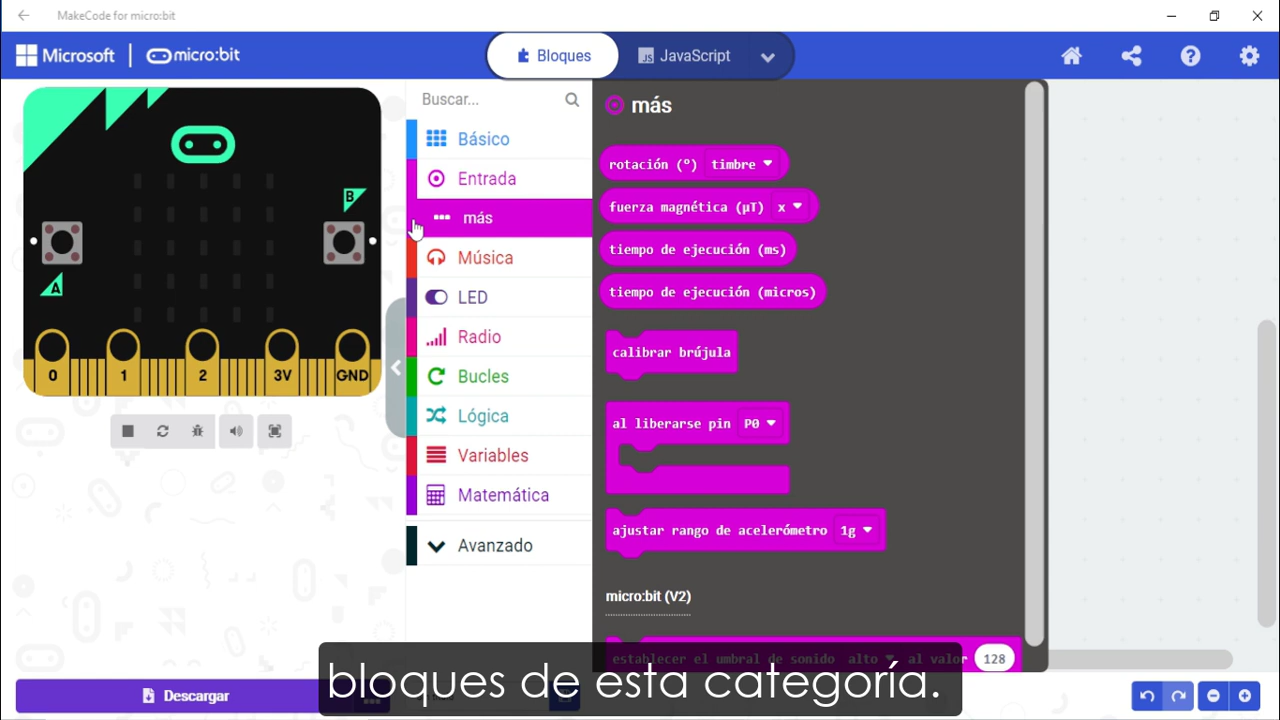 MakeCode for micro:bit
Microsoft
micro:bit
Bloques
JavaScript
B
A
0 1 2 3V GND
Descargar
Buscar...
Básico
Entrada
más
Música
LED
Radio
Bucles
Lógica
Variables
Matemática
Avanzado
más
rotación (º) timbre
fuerza magnética (µT) x
tiempo de ejecución (ms)
tiempo de ejecución (micros)
calibrar brújula
al liberarse pin P0
ajustar rango de acelerómetro 1g
micro:bit (V2)
establecer el umbral de sonido alto al valor 128
bloques de esta categoría.